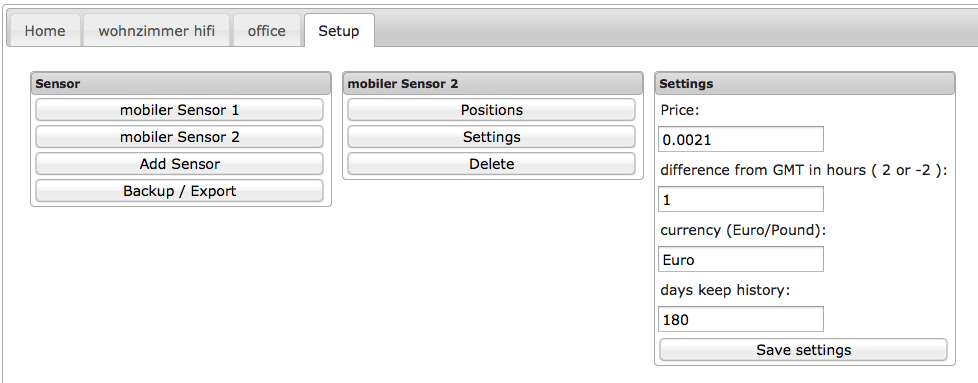 Home wohnzimmer hifi office Setup
Sensor
mobiler Sensor 1
mobiler Sensor 2
Add Sensor
Backup / Export
mobiler Sensor 2
Positions
Settings
Delete
Settings
Price:
0.0021
difference from GMT in hours ( 2 or -2 ):
1
currency (Euro/Pound):
Euro
days keep history:
180
Save settings